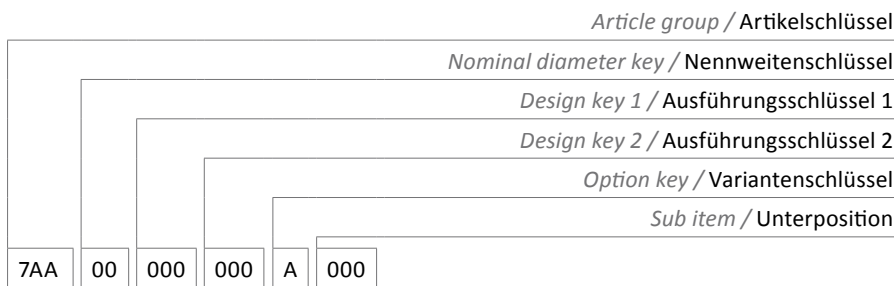 Article group / Artikelschlüssel
Nominal diameter key / Nennweitenschlüssel
Design key 1 / Ausführungsschlüssel 1
Design key 2 / Ausführungsschlüssel 2
Option key / Variantenschlüssel
Sub item / Unterposition
7AA 00 000 000 A 000